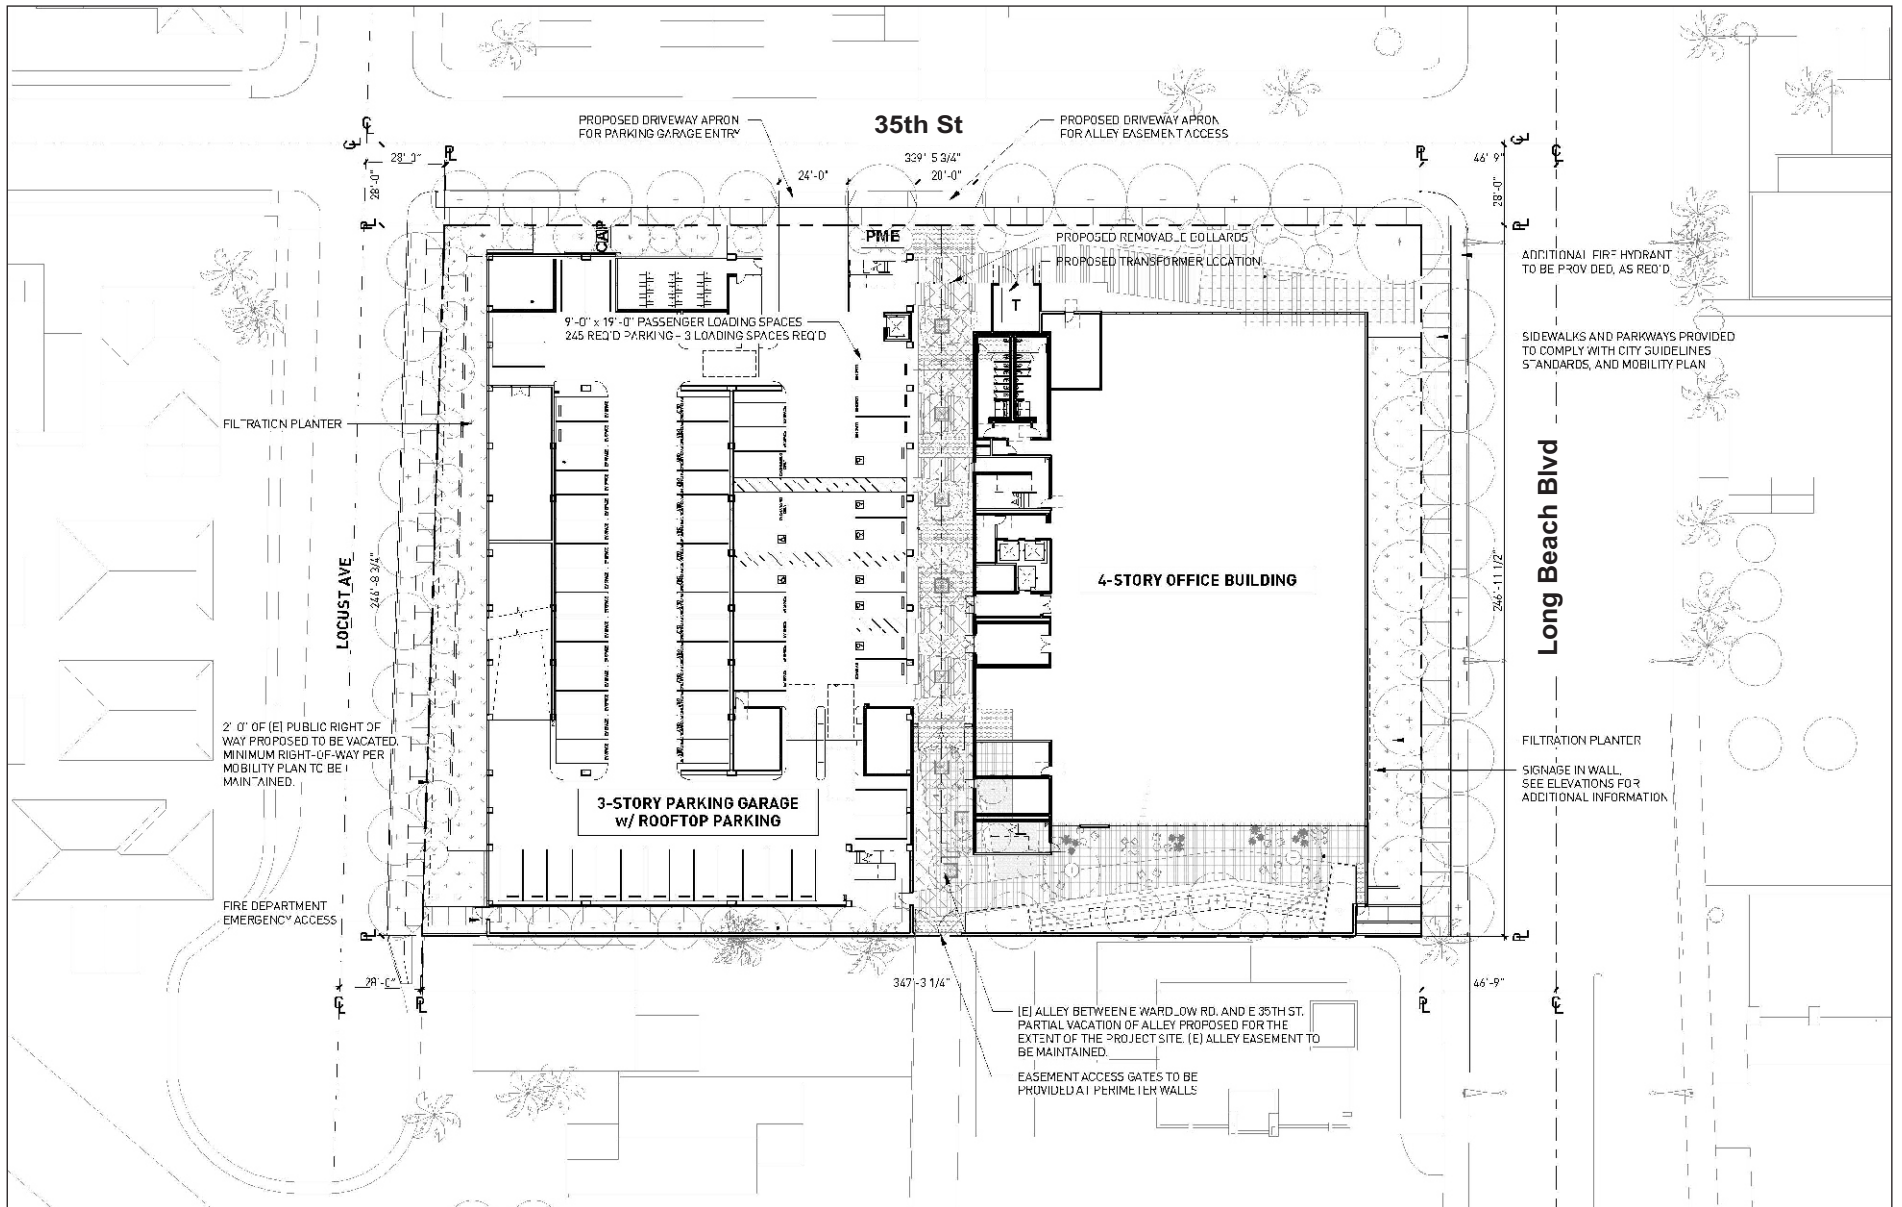 35th St
PROPOSED DRIVEWAY APRON
FOR PARKING GARAGE ENTRY
PROPOSED DRIVEWAY APRON
FOR ALLEY EASEMENT ACCESS
28'-0"
28'-0"
339' 5 3/4"
24'-0"
20'-0"
46' 9"
28'-0"
CAP
PME
PROPOSED REMOVABLE BOLLARDS
PROPOSED TRANSFORMER LOCATION
T
ADDITIONAL FIRE HYDRANT
TO BE PROVIDED, AS REQ'D
9'-0" x 19'-0" PASSENGER LOADING SPACES
245 REQ'D PARKING - 3 LOADING SPACES REQ'D
SIDEWALKS AND PARKWAYS PROVIDED
TO COMPLY WITH CITY GUIDELINES
STANDARDS, AND MOBILITY PLAN
FILTRATION PLANTER
LOCUST AVE
246'-8 3/4"
4-STORY OFFICE BUILDING
246'-11 1/2"
Long Beach Blvd
2' 0" OF (E) PUBLIC RIGHT OF
WAY PROPOSED TO BE VACATED.
MINIMUM RIGHT-OF-WAY PER
MOBILITY PLAN TO BE
MAINTAINED.
FILTRATION PLANTER
SIGNAGE IN WALL,
SEE ELEVATIONS FOR
ADDITIONAL INFORMATION
3-STORY PARKING GARAGE
w/ ROOFTOP PARKING
FIRE DEPARTMENT
EMERGENCY ACCESS
28'-0"
347'-3 1/4"
46'-9"
(E) ALLEY BETWEEN E WARDLOW RD. AND E 35TH ST.
PARTIAL VACATION OF ALLEY PROPOSED FOR THE
EXTENT OF THE PROJECT SITE. (E) ALLEY EASEMENT TO
BE MAINTAINED.
EASEMENT ACCESS GATES TO BE
PROVIDED AT PERIMETER WALLS